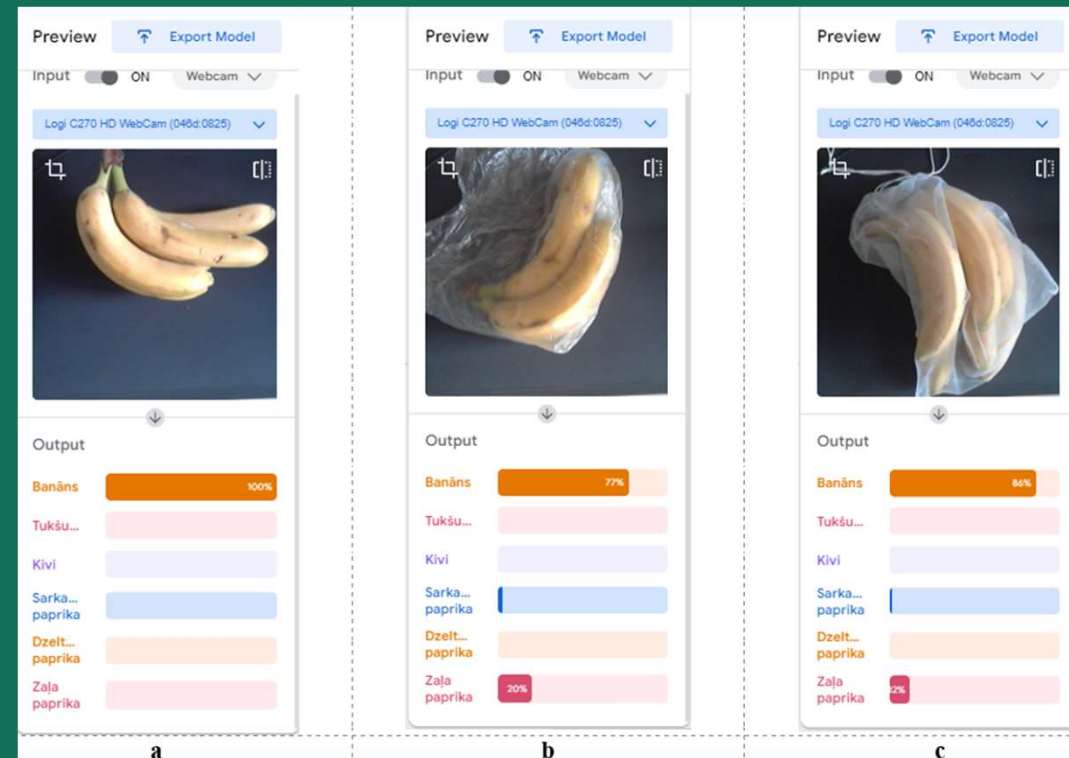 Preview Export Model
Input ON Webcam
Logi C270 HD WebCam (046d:0825)
Output
Banāns 100%
Tukšu...
Kivi
Sarka...
paprika
Dzelt...
paprika
Zaļa
paprika
a
Preview Export Model
Input ON Webcam
Logi C270 HD WebCam (046d:0825)
Output
Banāns 77%
Tukšu...
Kivi
Sarka...
paprika
Dzelt...
paprika
Zaļa
paprika 20%
b
Preview Export Model
Input ON Webcam
Logi C270 HD WebCam (046d:0825)
Output
Banāns 86%
Tukšu...
Kivi
Sarka...
paprika
Dzelt...
paprika
Zaļa
paprika 12%
c